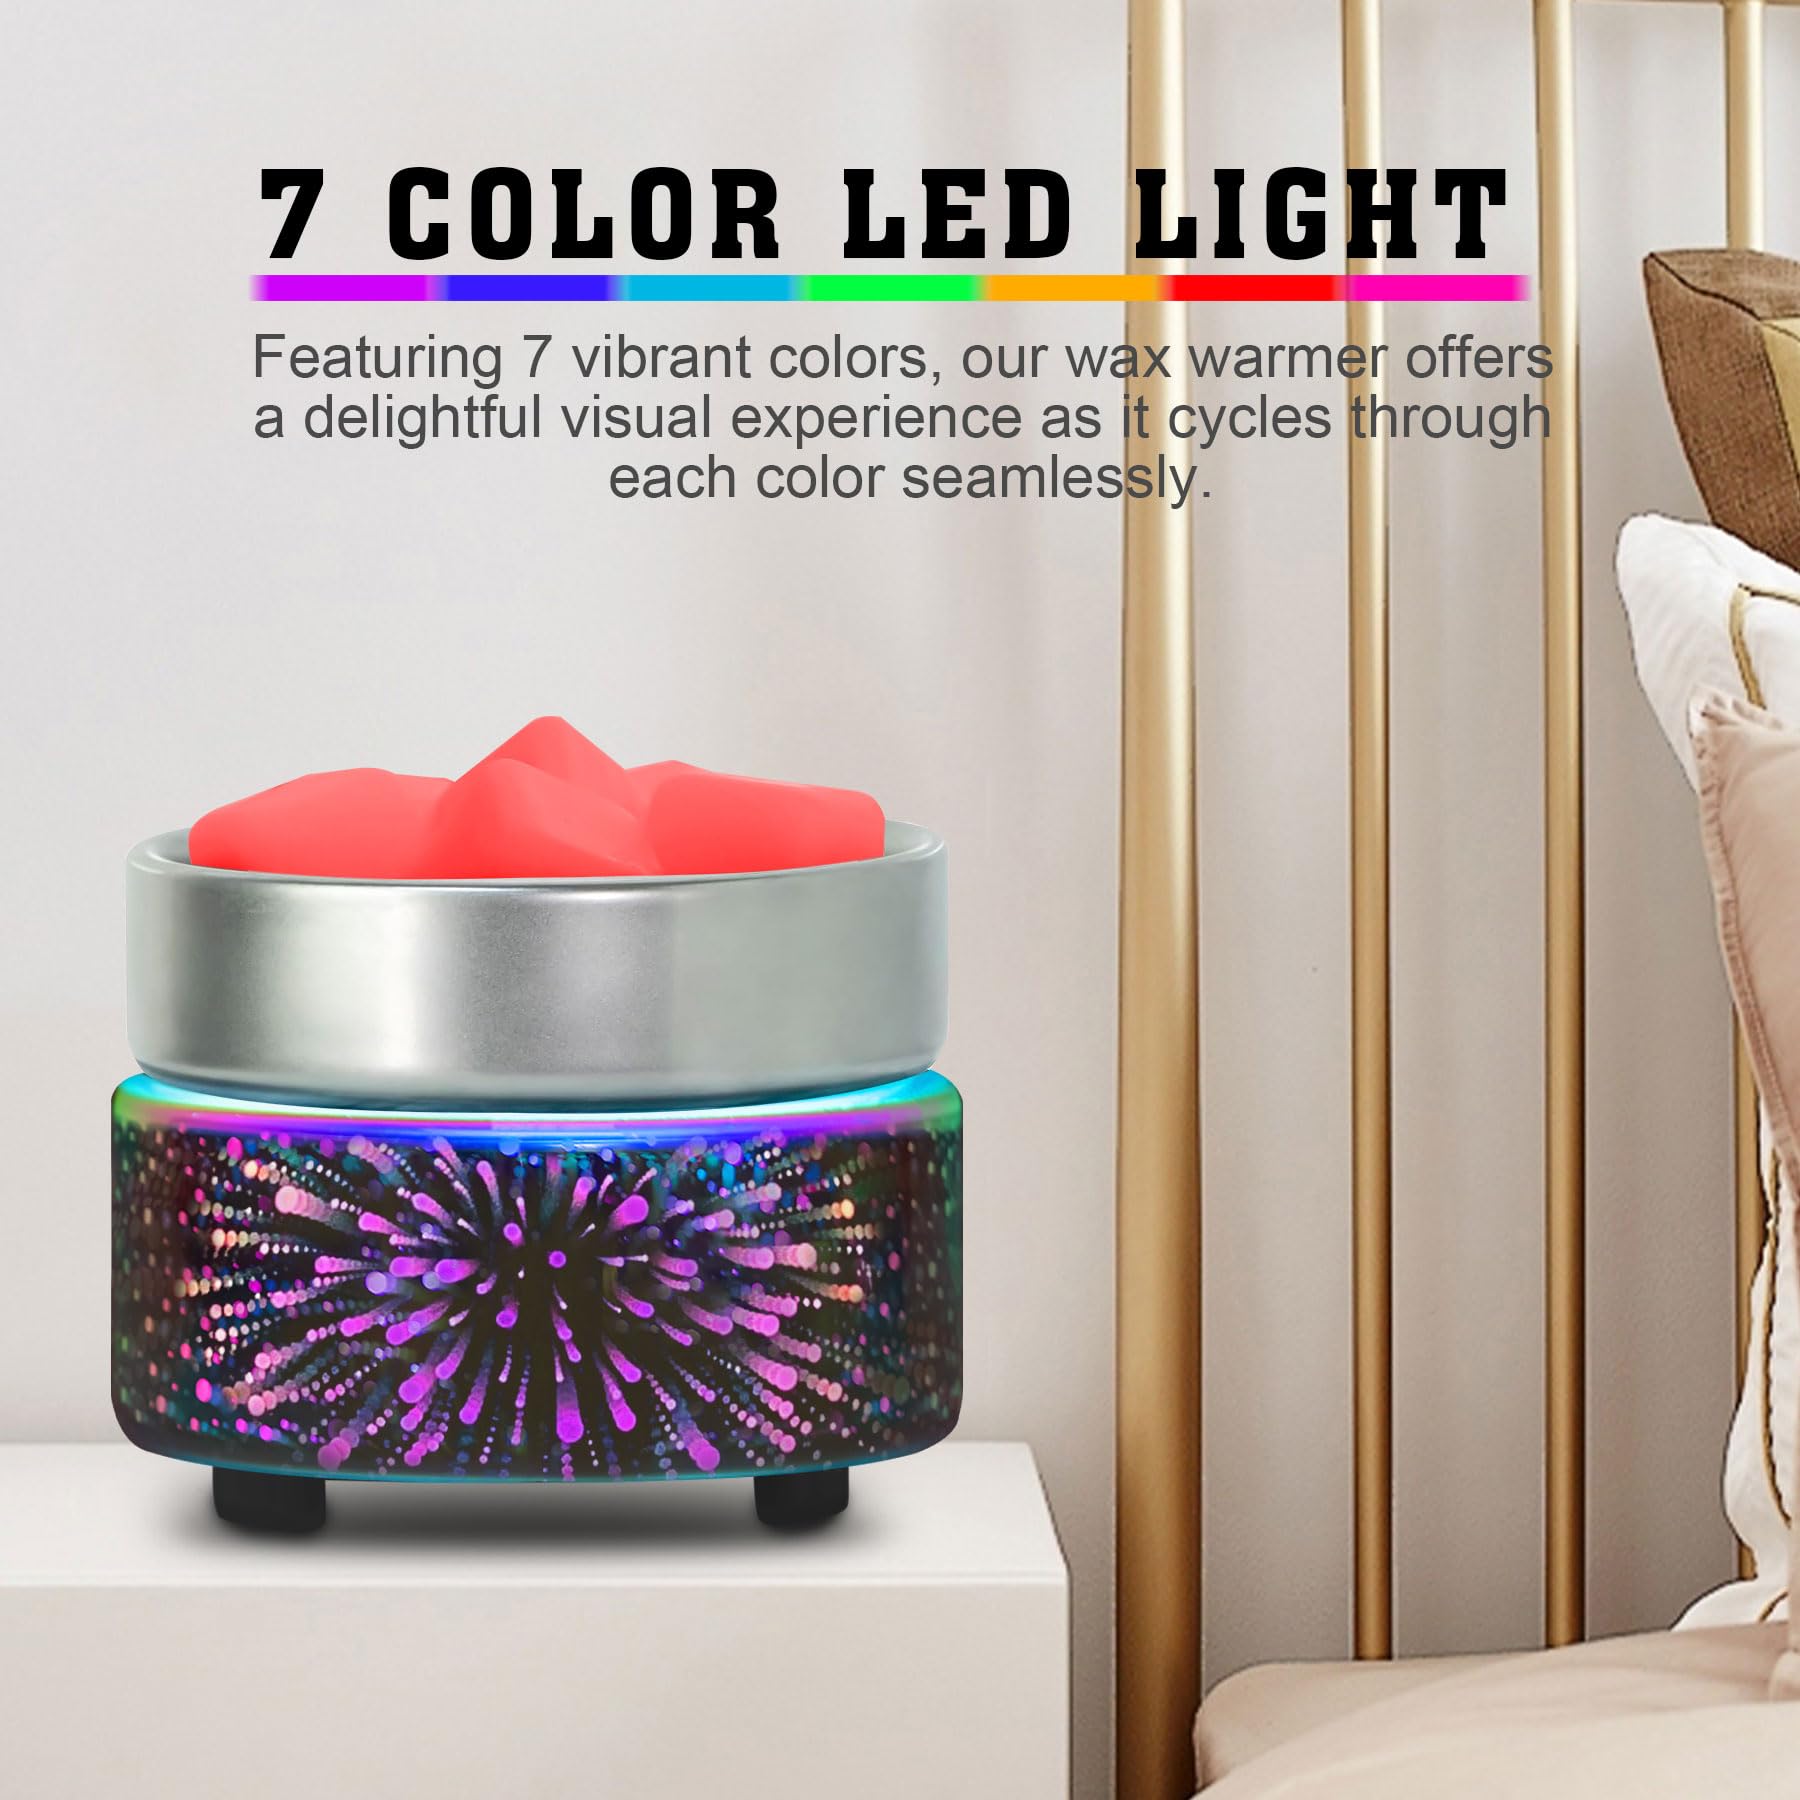 7 COLOR LED LIGHT
Featuring 7 vibrant colors, our wax warmer offers
a delightful visual experience as it cycles through
each color seamlessly.